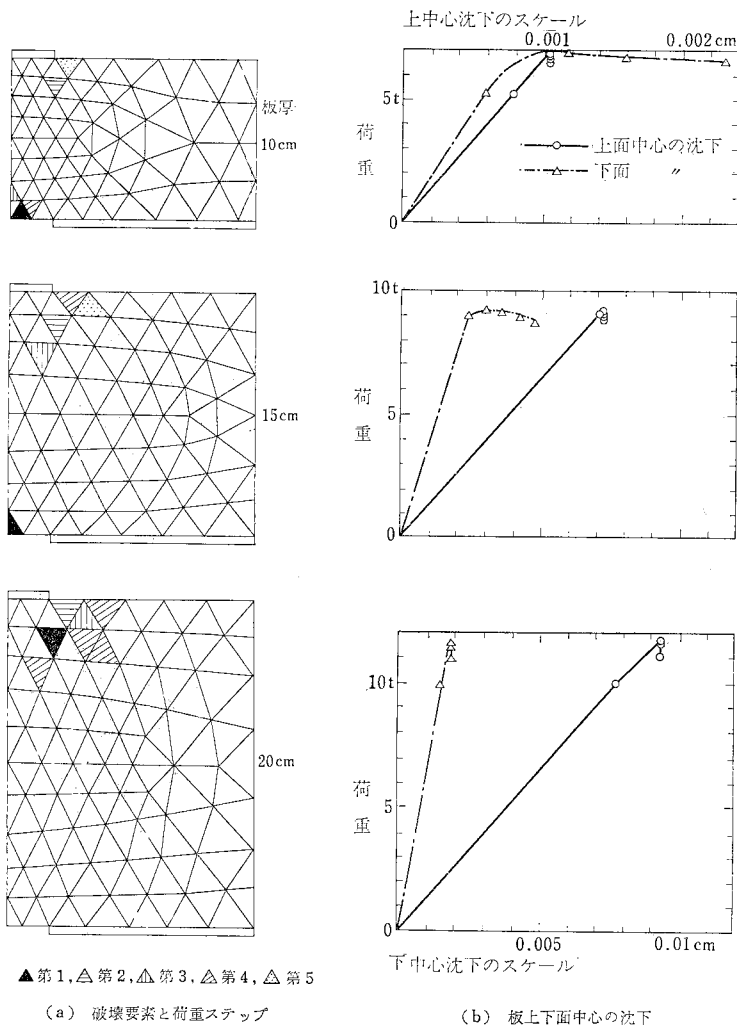 上中心沈下のスケール
0.001
0.002cm
板厚
10cm
5t
荷重
0
上面中心の沈下
下面 〃
15cm
10t
荷重
5
0
20cm
10t
荷重
5
0
0.005
0.01cm
下中心沈下のスケール
第1, 第2, 第3, 第4, 第5
(a) 破壊要素と荷重ステップ
(b) 板上下面中心の沈下